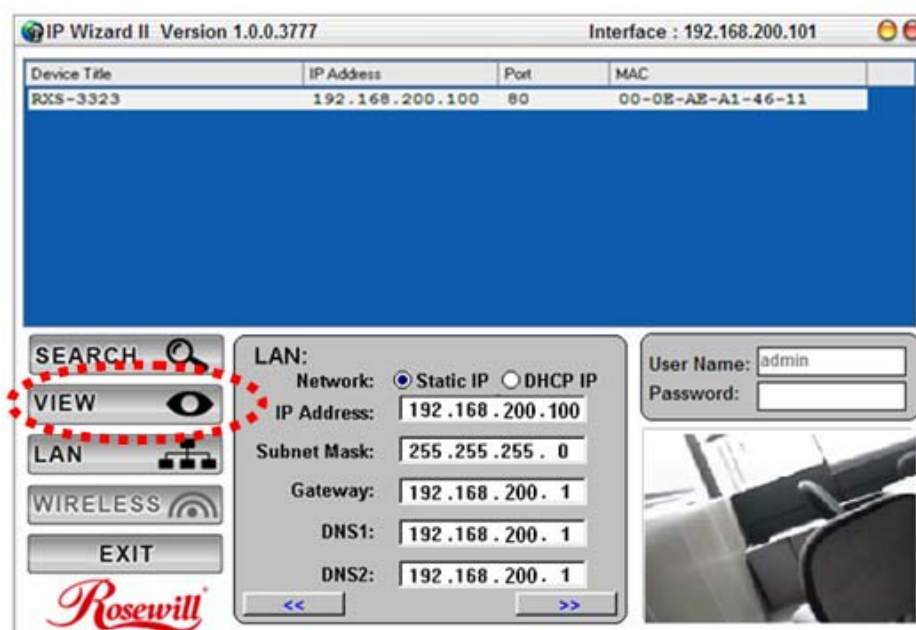 IP Wizard II Version 1.0.0.3777 Interface : 192.168.200.101
Device Title IP Address Port MAC
RXS-3323 192.168.200.100 80 00-0E-AE-A1-46-11
SEARCH
VIEW
LAN
WIRELESS
EXIT
Rosewill
LAN:
Network: Static IP DHCP IP
IP Address: 192.168.200.100
Subnet Mask: 255.255.255. 0
Gateway: 192.168.200. 1
DNS1: 192.168.200. 1
DNS2: 192.168.200. 1
<< >>
User Name: admin
Password: